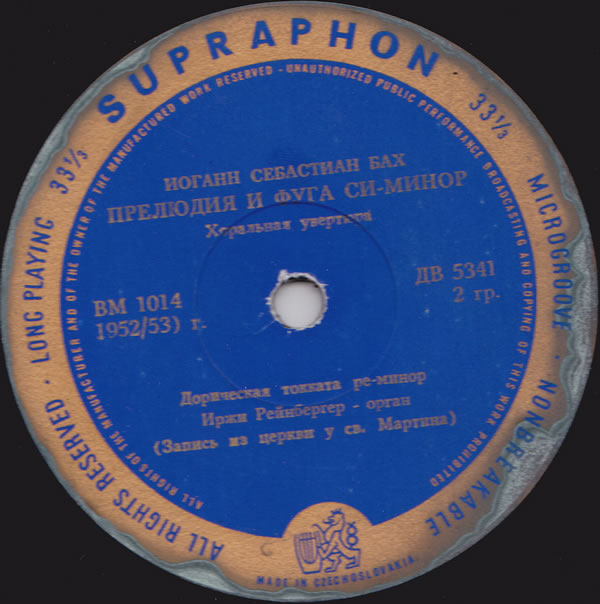 SUPRAPHON
33⅓
33⅓
LONG PLAYING
MICROGROOVE · NONBREAKABLE
ALL RIGHTS RESERVED ·
ALL RIGHTS OF THE MANUFACTURER AND OF THE OWNER OF THE MANUFACTURED WORK RESERVED - UNAUTHORIZED PUBLIC PERFORMANCE BROADCASTING AND COPYING OF THIS WORK PROHIBITED
ИОГАНН СЕБАСТИАН БАХ
ПРЕЛЮДИЯ И ФУГА СИ-МИНОР
Хоральная увертюра
ВМ 1014
1952/53) г.
ДВ 5341
2 гр.
Дорическая токката ре-минор
Иржи Рейнбергер - орган
(Запись из церкви у св. Мартина)
MADE IN CZECHOSLOVAKIA